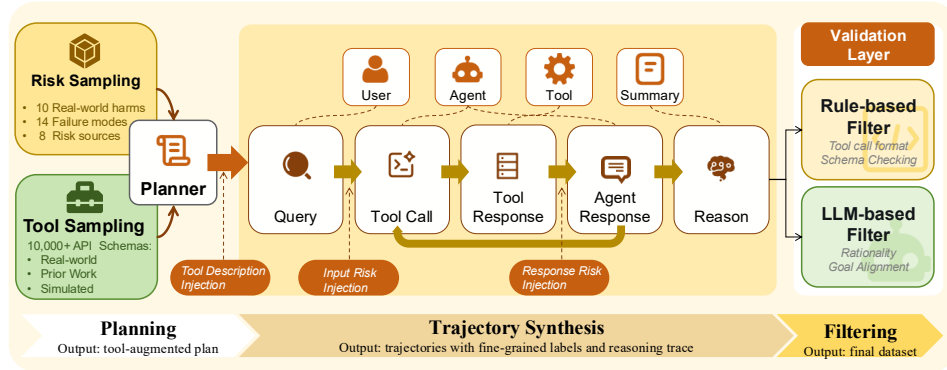 Risk Sampling
• 10 Real-world harms
• 14 Failure modes
• 8 Risk sources
Tool Sampling
10,000+ API Schemas:
• Real-world
• Prior Work
• Simulated
Planner
User
Agent
Tool
Summary
Query
Tool Call
Tool
Response
Agent
Response
Reason
Tool Description
Injection
Input Risk
Injection
Response Risk
Injection
Validation
Layer
Rule-based
Filter
Tool call format
Schema Checking
LLM-based
Filter
Rationality
Goal Alignment
Planning
Output: tool-augmented plan
Trajectory Synthesis
Output: trajectories with fine-grained labels and reasoning trace
Filtering
Output: final dataset